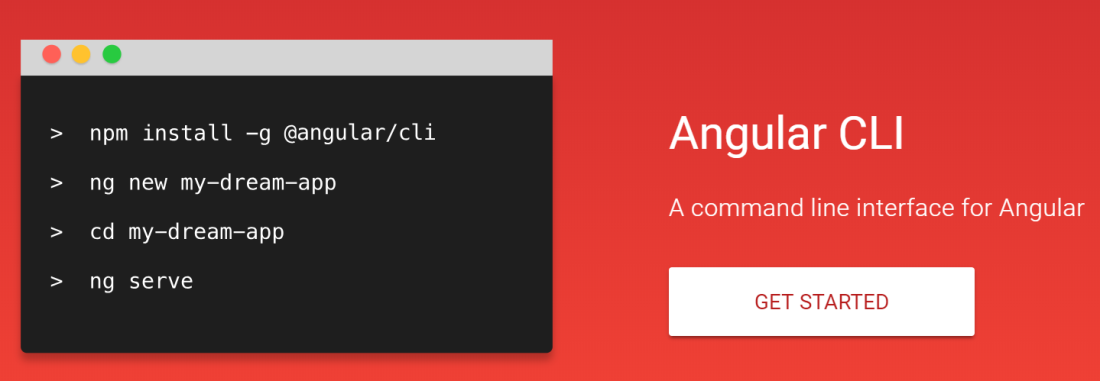 > npm install -g @angular/cli
> ng new my-dream-app
> cd my-dream-app
> ng serve
Angular CLI
A command line interface for Angular
GET STARTED